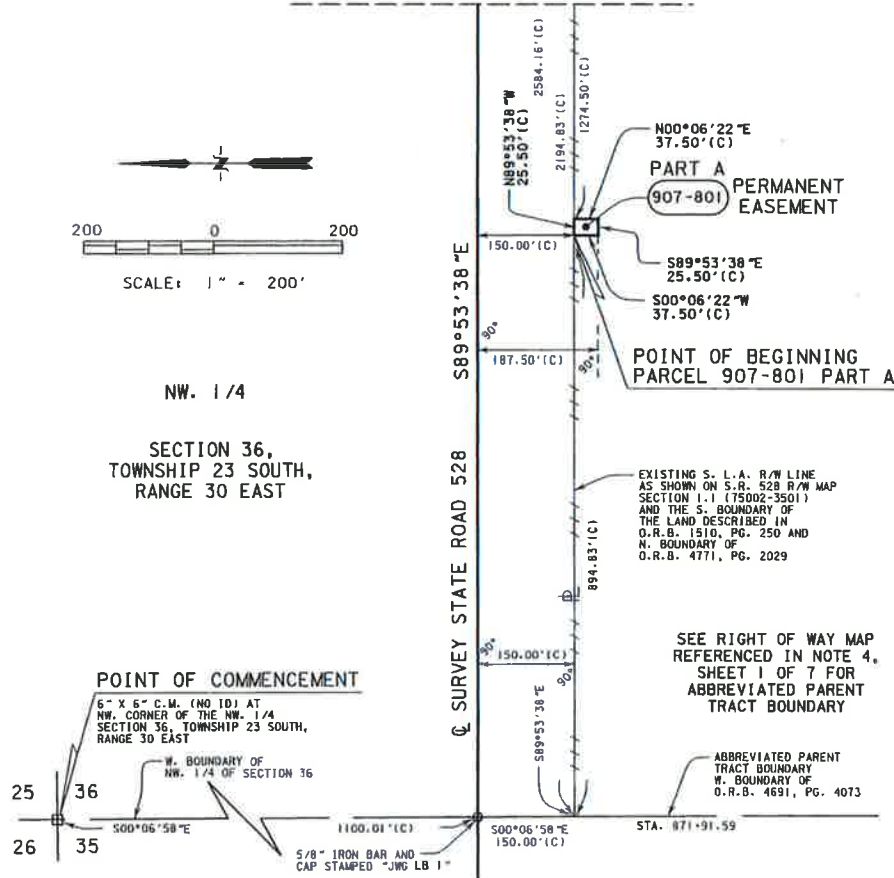 2584.16'(C)
2194.83'(C)
1274.50'(C)
N89°53'38"W
25.50'(C)
N00°06'22"E
37.50'(C)
PART A
907-801
PERMANENT
EASEMENT
N
200 0 200
SCALE: 1" = 200'
150.00'(C)
S89°53'38"E
25.50'(C)
S00°06'22"W
37.50'(C)
S89°53'38"E
90°
187.50'(C)
90°
POINT OF BEGINNING
PARCEL 907-801 PART A
NW. 1/4
SECTION 36,
TOWNSHIP 23 SOUTH,
RANGE 30 EAST
EXISTING S. L.A. R/W LINE
AS SHOWN ON S.R. 528 R/W MAP
SECTION 1.1 (75002-3501)
AND THE S. BOUNDARY OF
THE LAND DESCRIBED IN
O.R.B. 1510, PG. 250 AND
N. BOUNDARY OF
O.R.B. 4771, PG. 2029
℄ SURVEY STATE ROAD 528
894.83'(C)
90°
150.00'(C)
90°
SEE RIGHT OF WAY MAP
REFERENCED IN NOTE 4,
SHEET 1 OF 7 FOR
ABBREVIATED PARENT
TRACT BOUNDARY
POINT OF COMMENCEMENT
6" X 6" C.M. (NO ID) AT
NW. CORNER OF THE NW. 1/4
SECTION 36, TOWNSHIP 23 SOUTH,
RANGE 30 EAST
S89°53'38"E
W. BOUNDARY OF
NW. 1/4 OF SECTION 36
ABBREVIATED PARENT
TRACT BOUNDARY
W. BOUNDARY OF
O.R.B. 4691, PG. 4073
25 36
26 35
S00°06'58"E
1100.01'(C)
S00°06'58"E
150.00'(C)
STA. 871+91.59
5/8" IRON BAR AND
CAP STAMPED "JWG LB 1"